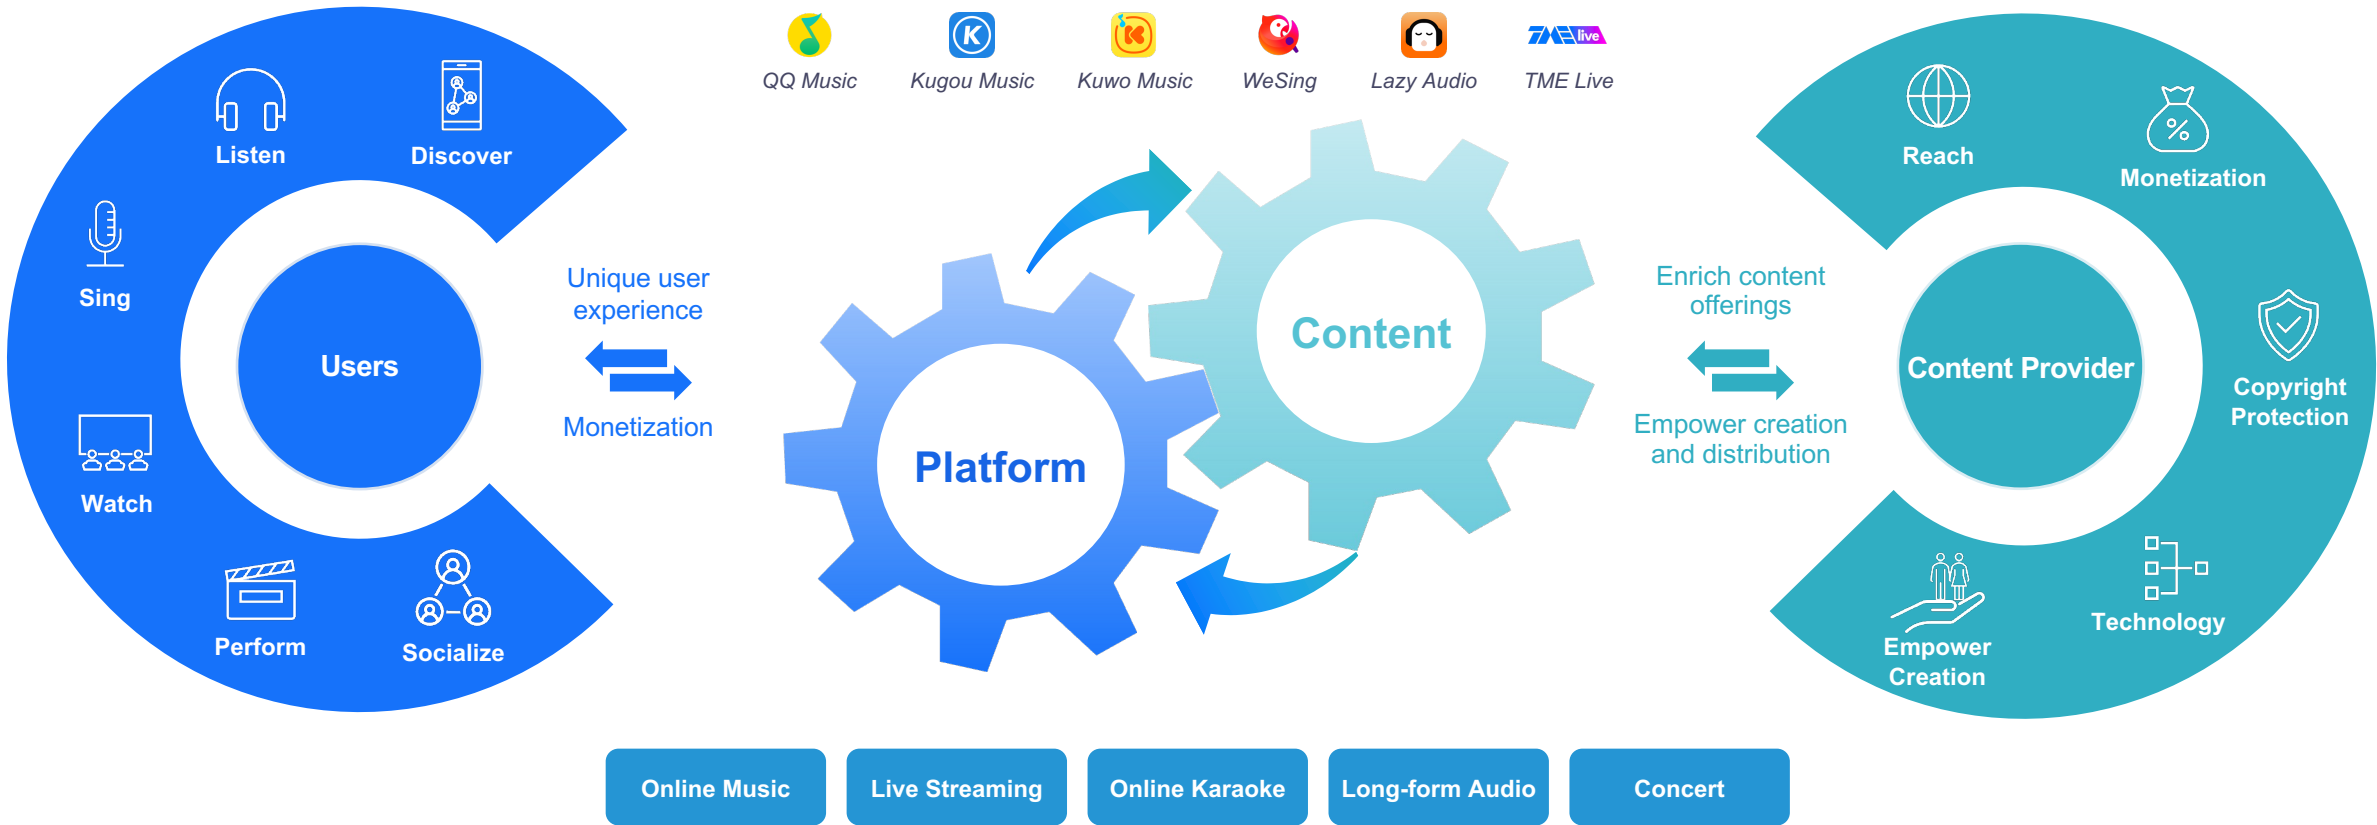 QQ Music
Kugou Music
Kuwo Music
WeSing
Lazy Audio
TME live
TME Live
Listen
Discover
Sing
Users
Watch
Perform
Socialize
Unique user
experience
Monetization
Platform
Content
Enrich content
offerings
Empower creation
and distribution
Reach
Monetization
Content Provider
Copyright
Protection
Technology
Empower
Creation
Online Music
Live Streaming
Online Karaoke
Long-form Audio
Concert